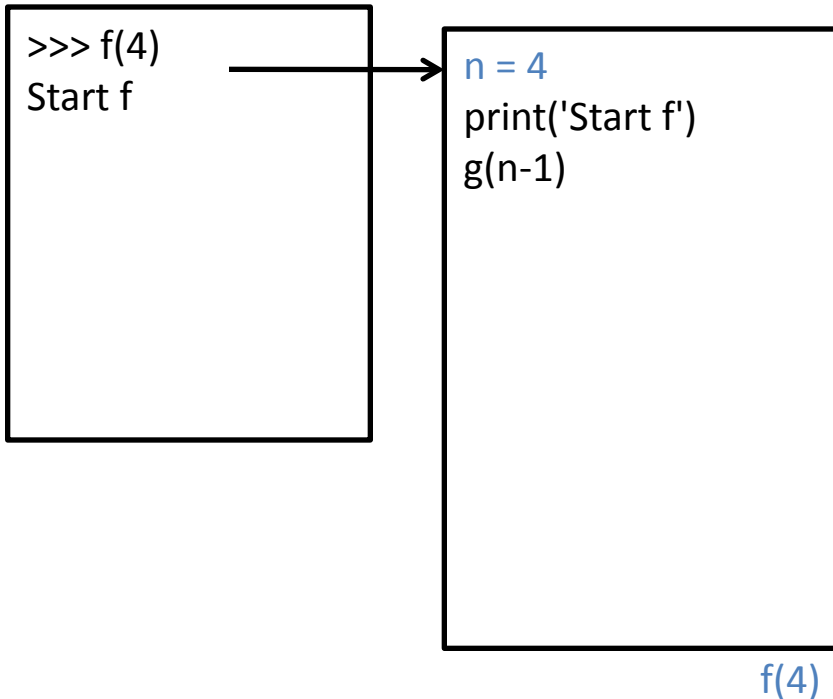 >>> f(4)
Start f
n = 4
print('Start f')
g(n-1)
f(4)